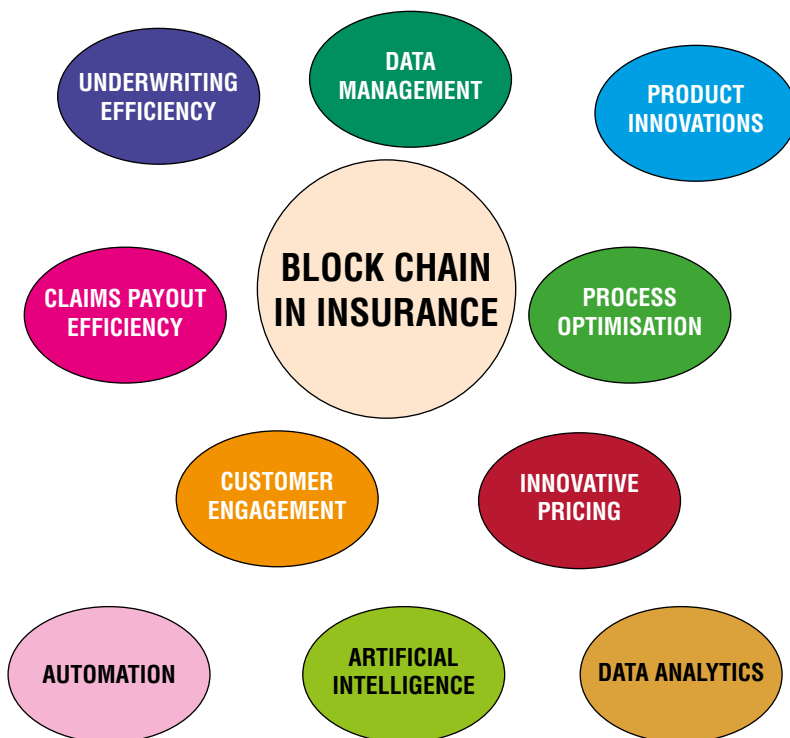 UNDERWRITING
EFFICIENCY
DATA
MANAGEMENT
PRODUCT
INNOVATIONS
BLOCK CHAIN
IN INSURANCE
CLAIMS PAYOUT
EFFICIENCY
PROCESS
OPTIMISATION
CUSTOMER
ENGAGEMENT
INNOVATIVE
PRICING
AUTOMATION
ARTIFICIAL
INTELLIGENCE
DATA ANALYTICS